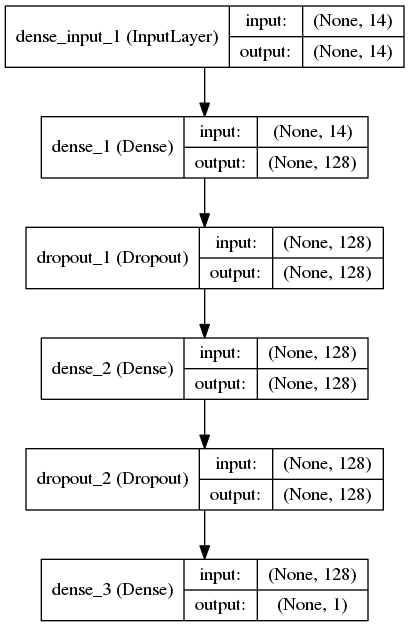 dense_input_1 (InputLayer)
input: (None, 14)
output: (None, 14)
dense_1 (Dense)
input: (None, 14)
output: (None, 128)
dropout_1 (Dropout)
input: (None, 128)
output: (None, 128)
dense_2 (Dense)
input: (None, 128)
output: (None, 128)
dropout_2 (Dropout)
input: (None, 128)
output: (None, 128)
dense_3 (Dense)
input: (None, 128)
output: (None, 1)